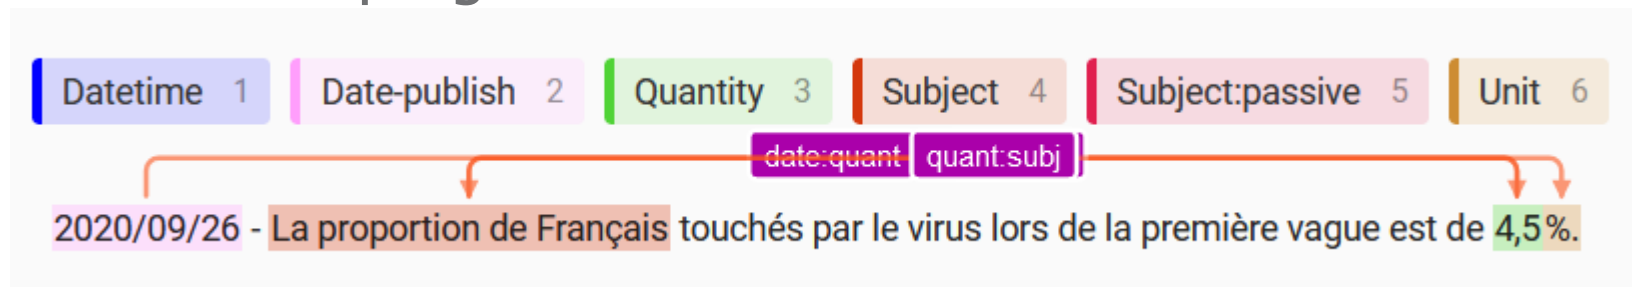 Datetime 1 Date-publish 2 Quantity 3 Subject 4 Subject:passive 5 Unit 6
date:quant quant:subj
2020/09/26 - La proportion de Français touchés par le virus lors de la première vague est de 4,5%.